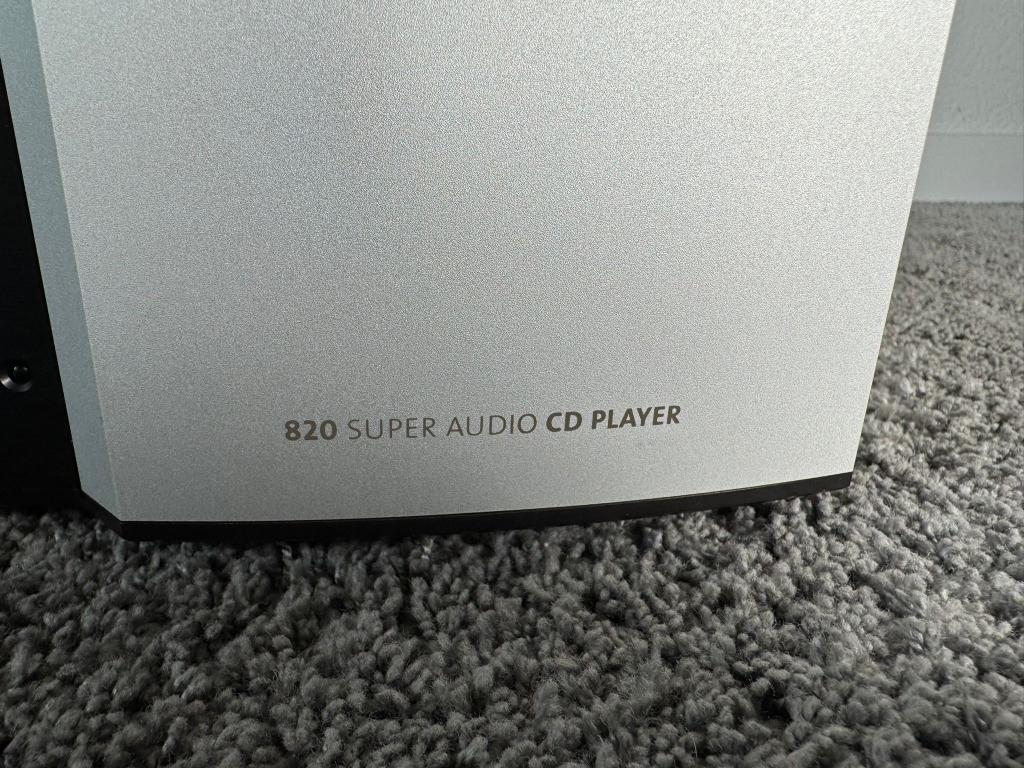 820 SUPER AUDIO CD PLAYER